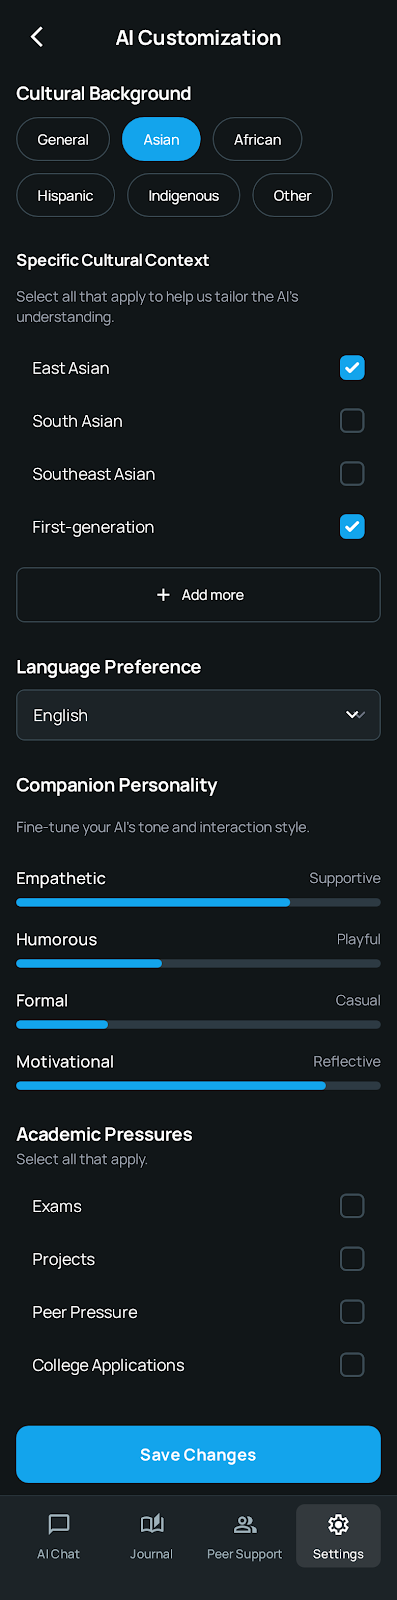 AI Customization
Cultural Background
General Asian African
Hispanic Indigenous Other
Specific Cultural Context
Select all that apply to help us tailor the AI's
understanding.
East Asian
South Asian
Southeast Asian
First-generation
+ Add more
Language Preference
English
Companion Personality
Fine-tune your AI's tone and interaction style.
Empathetic Supportive
Humorous Playful
Formal Casual
Motivational Reflective
Academic Pressures
Select all that apply.
Exams
Projects
Peer Pressure
College Applications
Save Changes
AI Chat Journal Peer Support Settings